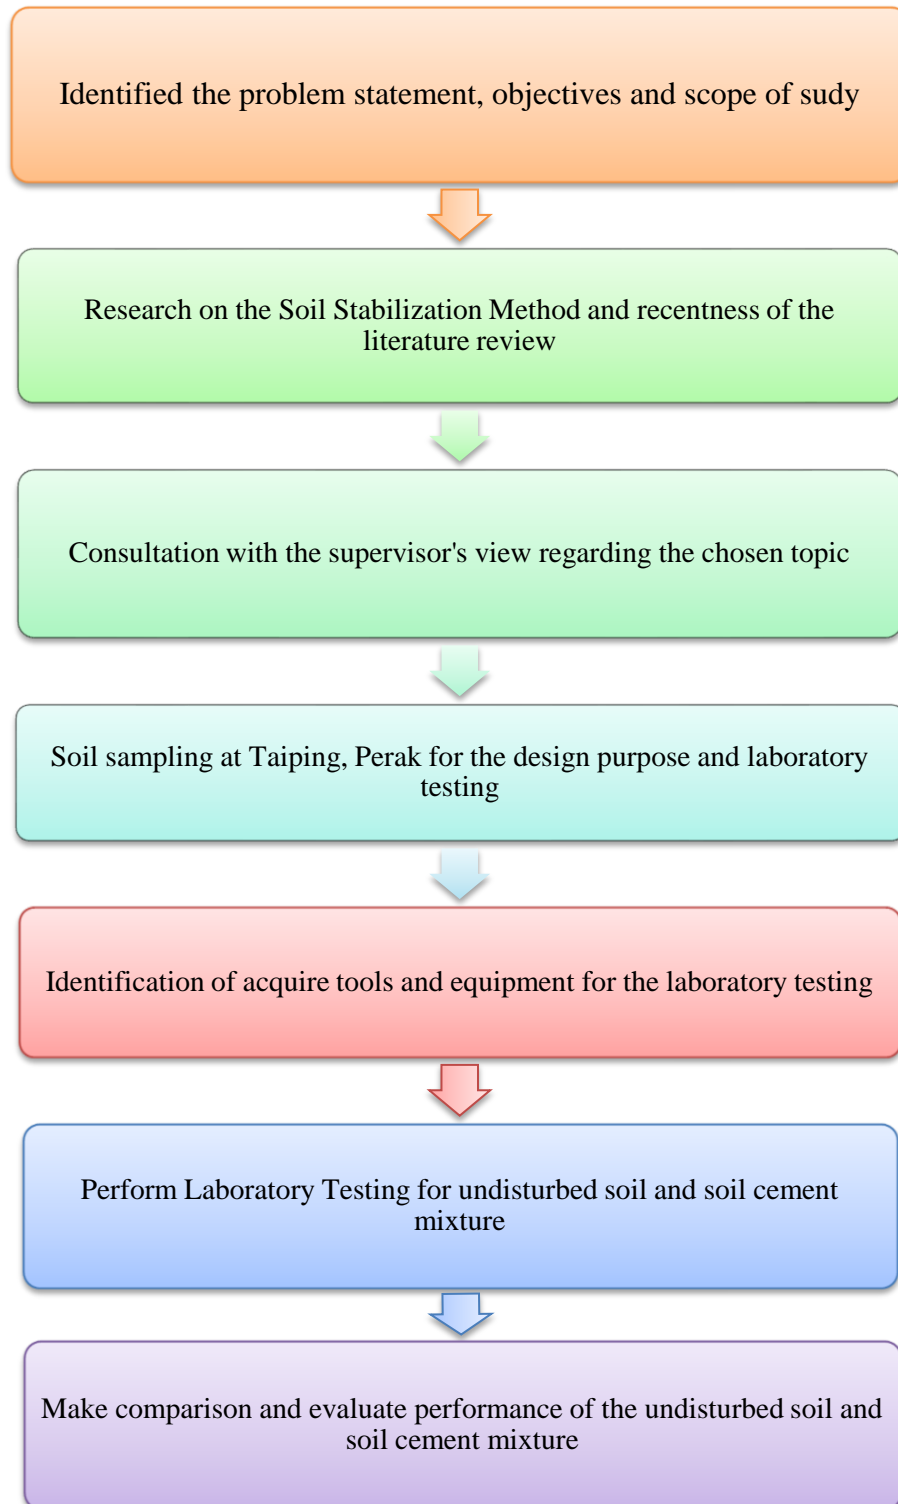 Identified the problem statement, objectives and scope of sudy
Research on the Soil Stabilization Method and recentness of the
literature review
Consultation with the supervisor's view regarding the chosen topic
Soil sampling at Taiping, Perak for the design purpose and laboratory
testing
Identification of acquire tools and equipment for the laboratory testing
Perform Laboratory Testing for undisturbed soil and soil cement
mixture
Make comparison and evaluate performance of the undisturbed soil and
soil cement mixture